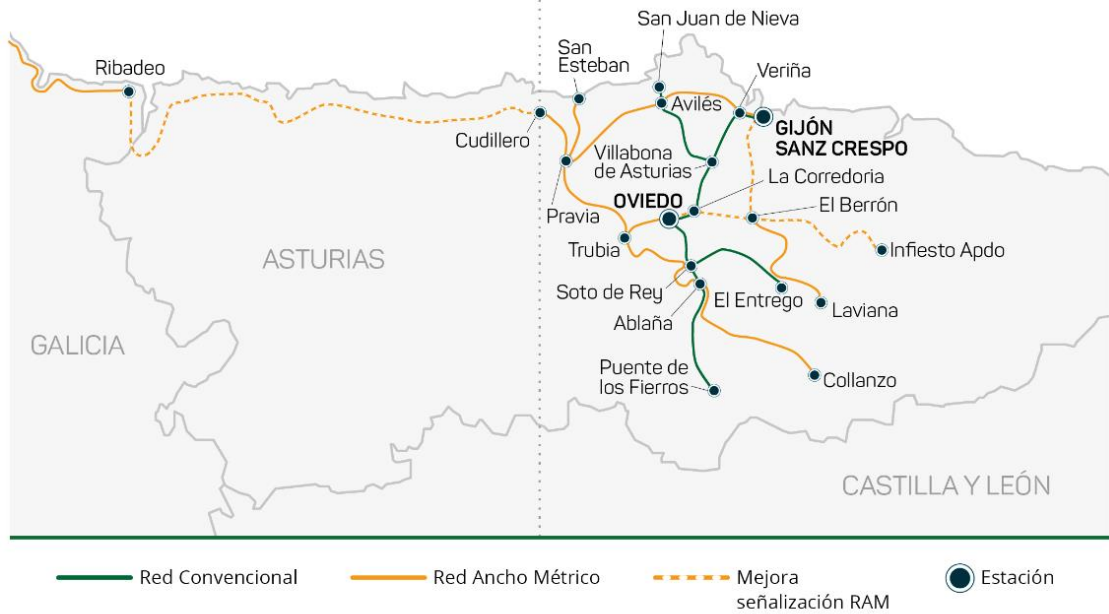 San Juan de Nieva
San
Esteban
Veriña
Ribadeo
Avilés
Cudillero
GIJÓN
SANZ CRESPO
Villabona
de Asturias
La Corredoria
OVIEDO
El Berrón
Pravia
Trubia
Infiesto Apdo
ASTURIAS
Soto de Rey
El Entrego
Laviana
Ablaña
GALICIA
Puente de
los Fierros
Collanzo
CASTILLA Y LEÓN
Red Convencional
Red Ancho Métrico
Mejora
señalización RAM
Estación